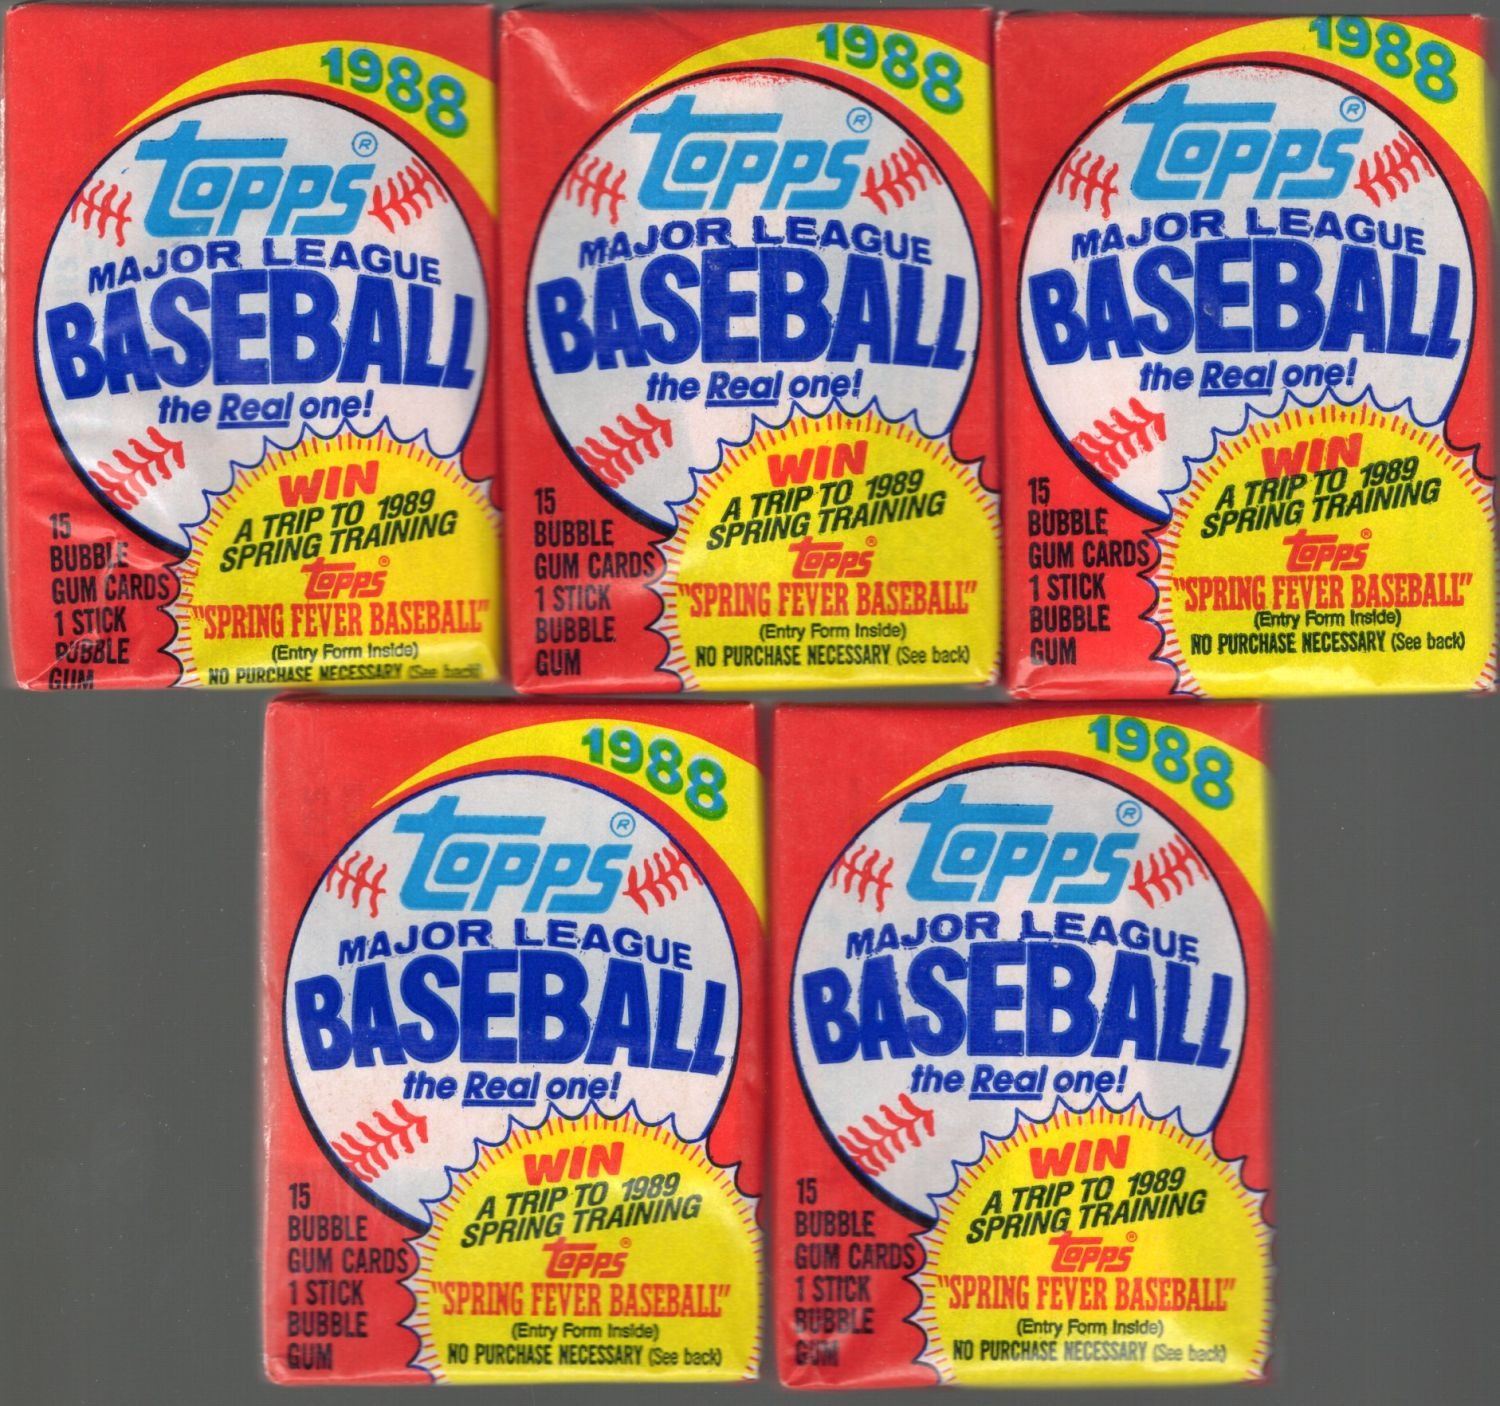 1988
Topps®
MAJOR LEAGUE
BASEBALL
the Real one!
WIN
A TRIP TO 1989
SPRING TRAINING
Topps®
"SPRING FEVER BASEBALL"
(Entry Form Inside)
NO PURCHASE NECESSARY (See back)
15
BUBBLE
GUM CARDS
1 STICK
BUBBLE
GUM
1988
Topps®
MAJOR LEAGUE
BASEBALL
the Real one!
WIN
A TRIP TO 1989
SPRING TRAINING
Topps®
"SPRING FEVER BASEBALL"
(Entry Form Inside)
NO PURCHASE NECESSARY (See back)
15
BUBBLE
GUM CARDS
1 STICK
BUBBLE
GUM
1988
Topps®
MAJOR LEAGUE
BASEBALL
the Real one!
WIN
A TRIP TO 1989
SPRING TRAINING
Topps®
"SPRING FEVER BASEBALL"
(Entry Form Inside)
NO PURCHASE NECESSARY (See back)
15
BUBBLE
GUM CARDS
1 STICK
BUBBLE
GUM
1988
Topps®
MAJOR LEAGUE
BASEBALL
the Real one!
WIN
A TRIP TO 1989
SPRING TRAINING
Topps®
"SPRING FEVER BASEBALL"
(Entry Form Inside)
NO PURCHASE NECESSARY (See back)
15
BUBBLE
GUM CARDS
1 STICK
BUBBLE
GUM
1988
Topps®
MAJOR LEAGUE
BASEBALL
the Real one!
WIN
A TRIP TO 1989
SPRING TRAINING
Topps®
"SPRING FEVER BASEBALL"
(Entry Form Inside)
NO PURCHASE NECESSARY (See back)
15
BUBBLE
GUM CARDS
1 STICK
BUBBLE
GUM